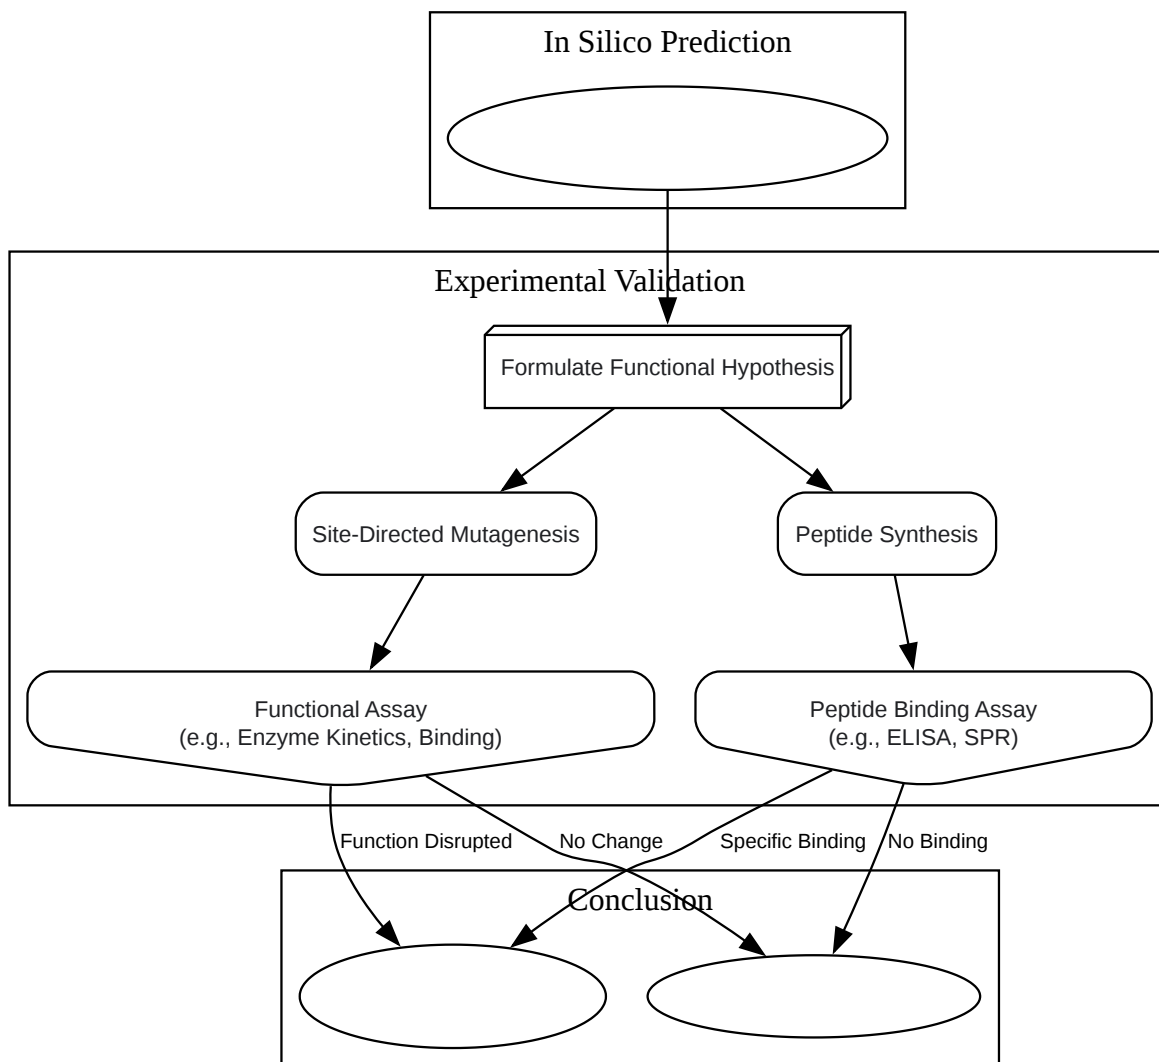 In Silico Prediction
Experimental Validation
Formulate Functional Hypothesis
Site-Directed Mutagenesis
Peptide Synthesis
Functional Assay
(e.g., Enzyme Kinetics, Binding)
Peptide Binding Assay
(e.g., ELISA, SPR)
Function Disrupted
No Change
Specific Binding
No Binding
Conclusion